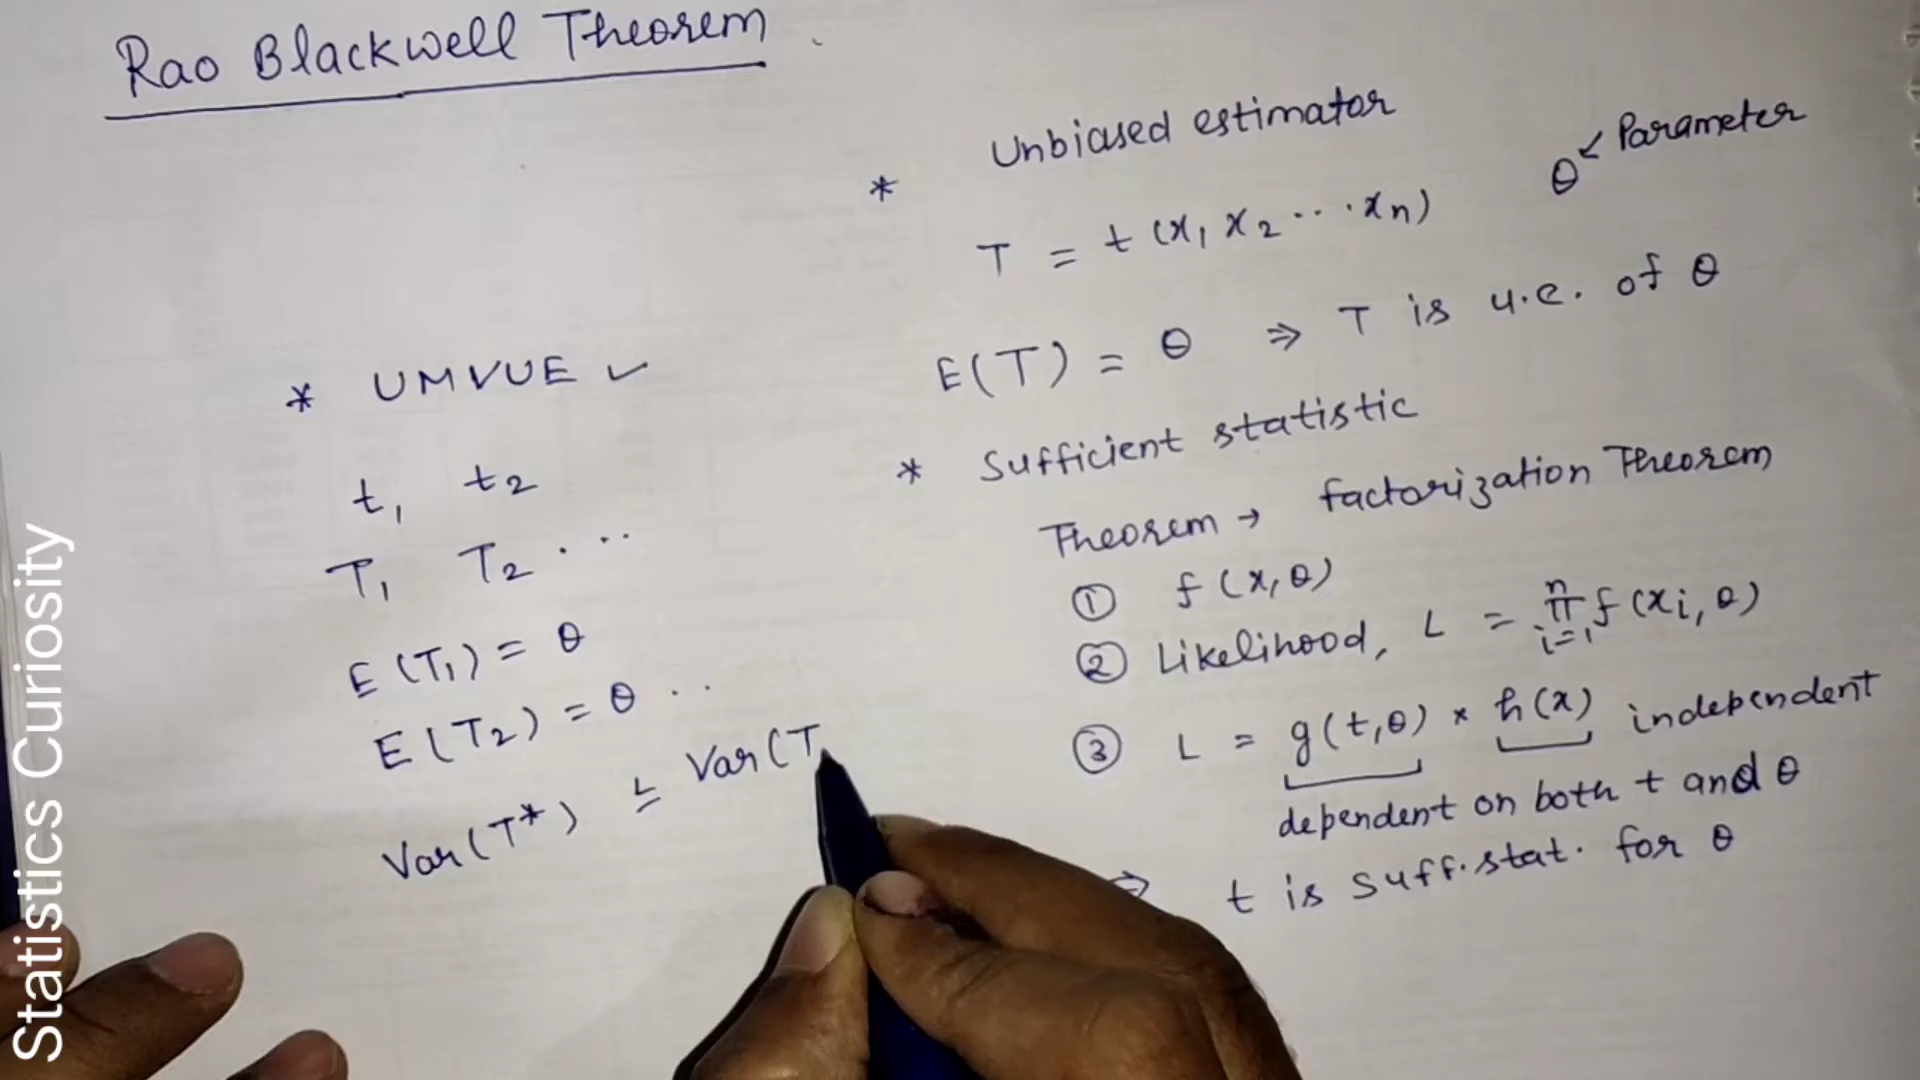 Rao Blackwell Theorem
* UMVUE ✓
t₁ t₂
T₁ T₂ ...
E(T₁) = θ
E(T₂) = θ ..
Var(T*) ≤ Var(T
* Unbiased estimator
θ ← Parameter
T = t(x₁ x₂ .... xn)
E(T) = θ ⇒ T is u.e. of θ
* Sufficient statistic
Theorem → factorization Theorem
① f(x,θ)
② Likelihood, L = n π i=1 f(xi, θ)
③ L = g(t,θ) * h(x) independent
dependent on both t and θ
⇒ t is suff.stat. for θ
Statistics Curiosity